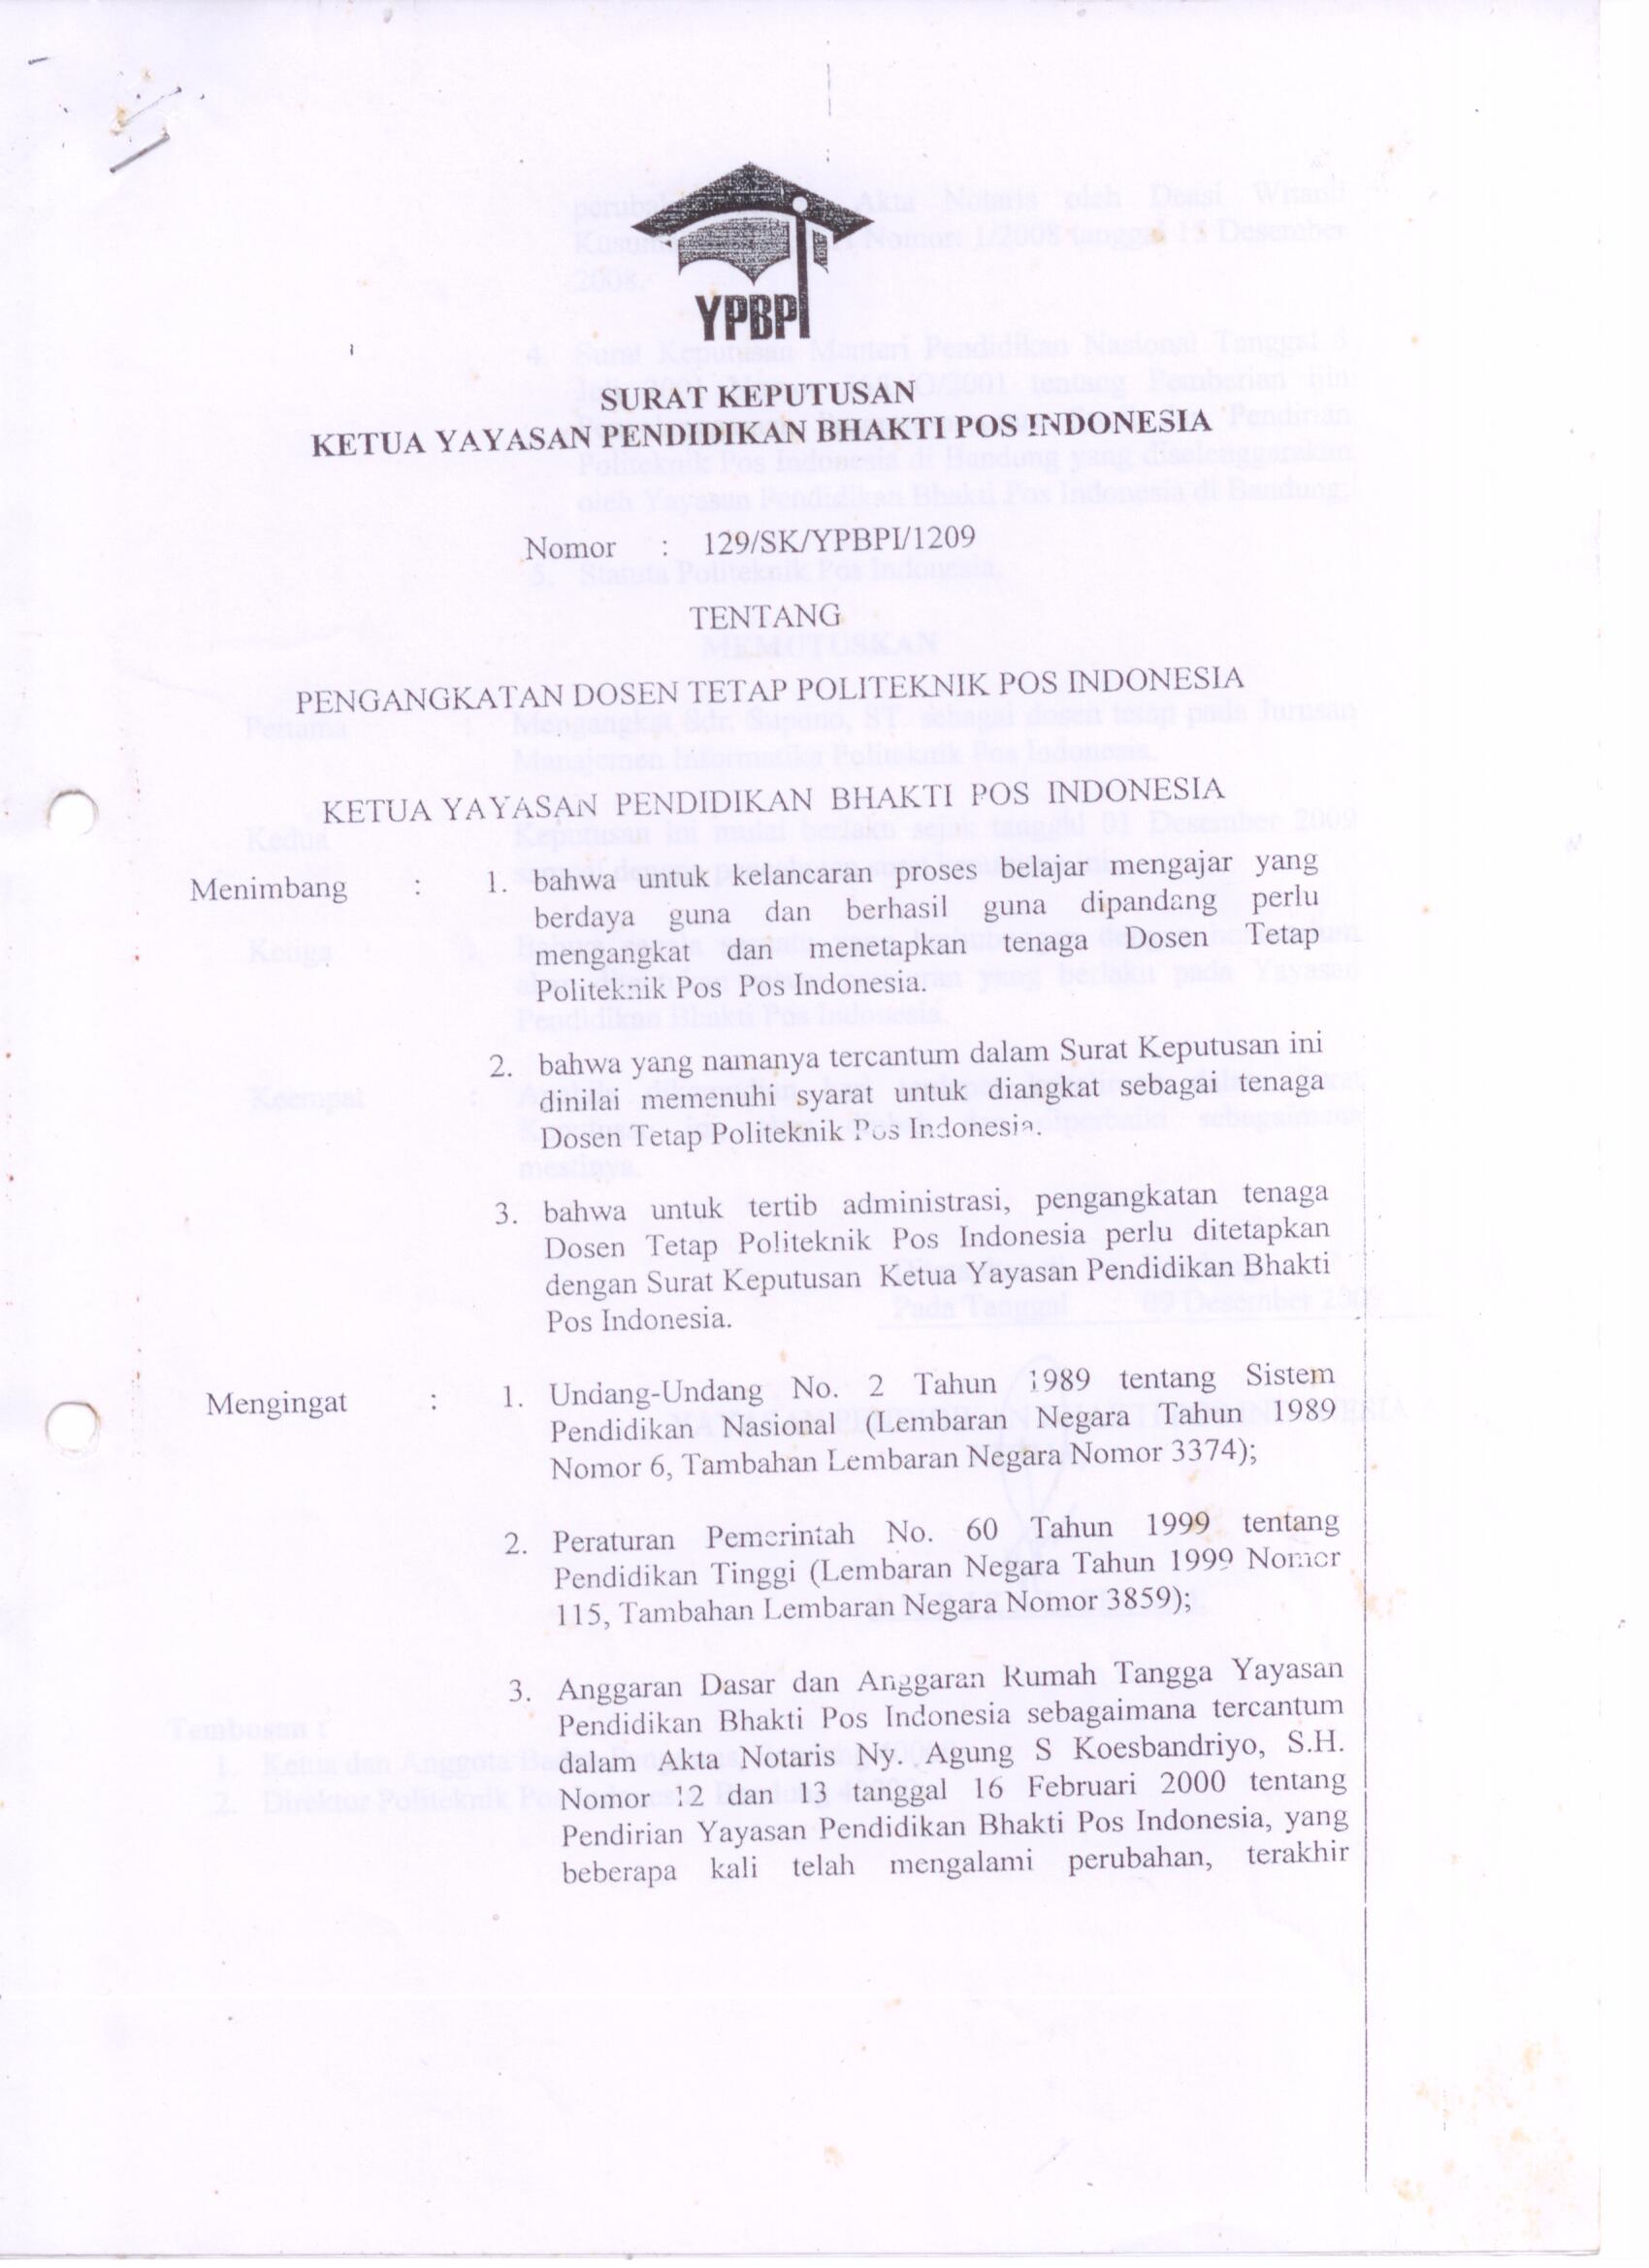 YPBPI
SURAT KEPUTUSAN
KETUA YAYASAN PENDIDIKAN BHAKTI POS INDONESIA
Nomor : 129/SK/YPBPI/1209
TENTANG
PENGANGKATAN DOSEN TETAP POLITEKNIK POS INDONESIA
KETUA YAYASAN PENDIDIKAN BHAKTI POS INDONESIA
Menimbang : 1. bahwa untuk kelancaran proses belajar mengajar yang
berdaya guna dan berhasil guna dipandang perlu
mengangkat dan menetapkan tenaga Dosen Tetap
Politeknik Pos Pos Indonesia.
2. bahwa yang namanya tercantum dalam Surat Keputusan ini
dinilai memenuhi syarat untuk diangkat sebagai tenaga
Dosen Tetap Politeknik Pos Indonesia.
3. bahwa untuk tertib administrasi, pengangkatan tenaga
Dosen Tetap Politeknik Pos Indonesia perlu ditetapkan
dengan Surat Keputusan Ketua Yayasan Pendidikan Bhakti
Pos Indonesia.
Mengingat : 1. Undang-Undang No. 2 Tahun 1989 tentang Sistem
Pendidikan Nasional (Lembaran Negara Tahun 1989
Nomor 6, Tambahan Lembaran Negara Nomor 3374);
2. Peraturan Pemerintah No. 60 Tahun 1999 tentang
Pendidikan Tinggi (Lembaran Negara Tahun 1999 Nomor
115, Tambahan Lembaran Negara Nomor 3859);
3. Anggaran Dasar dan Anggaran Rumah Tangga Yayasan
Pendidikan Bhakti Pos Indonesia sebagaimana tercantum
dalam Akta Notaris Ny. Agung S Koesbandriyo, S.H.
Nomor 12 dan 13 tanggal 16 Februari 2000 tentang
Pendirian Yayasan Pendidikan Bhakti Pos Indonesia, yang
beberapa kali telah mengalami perubahan, terakhir